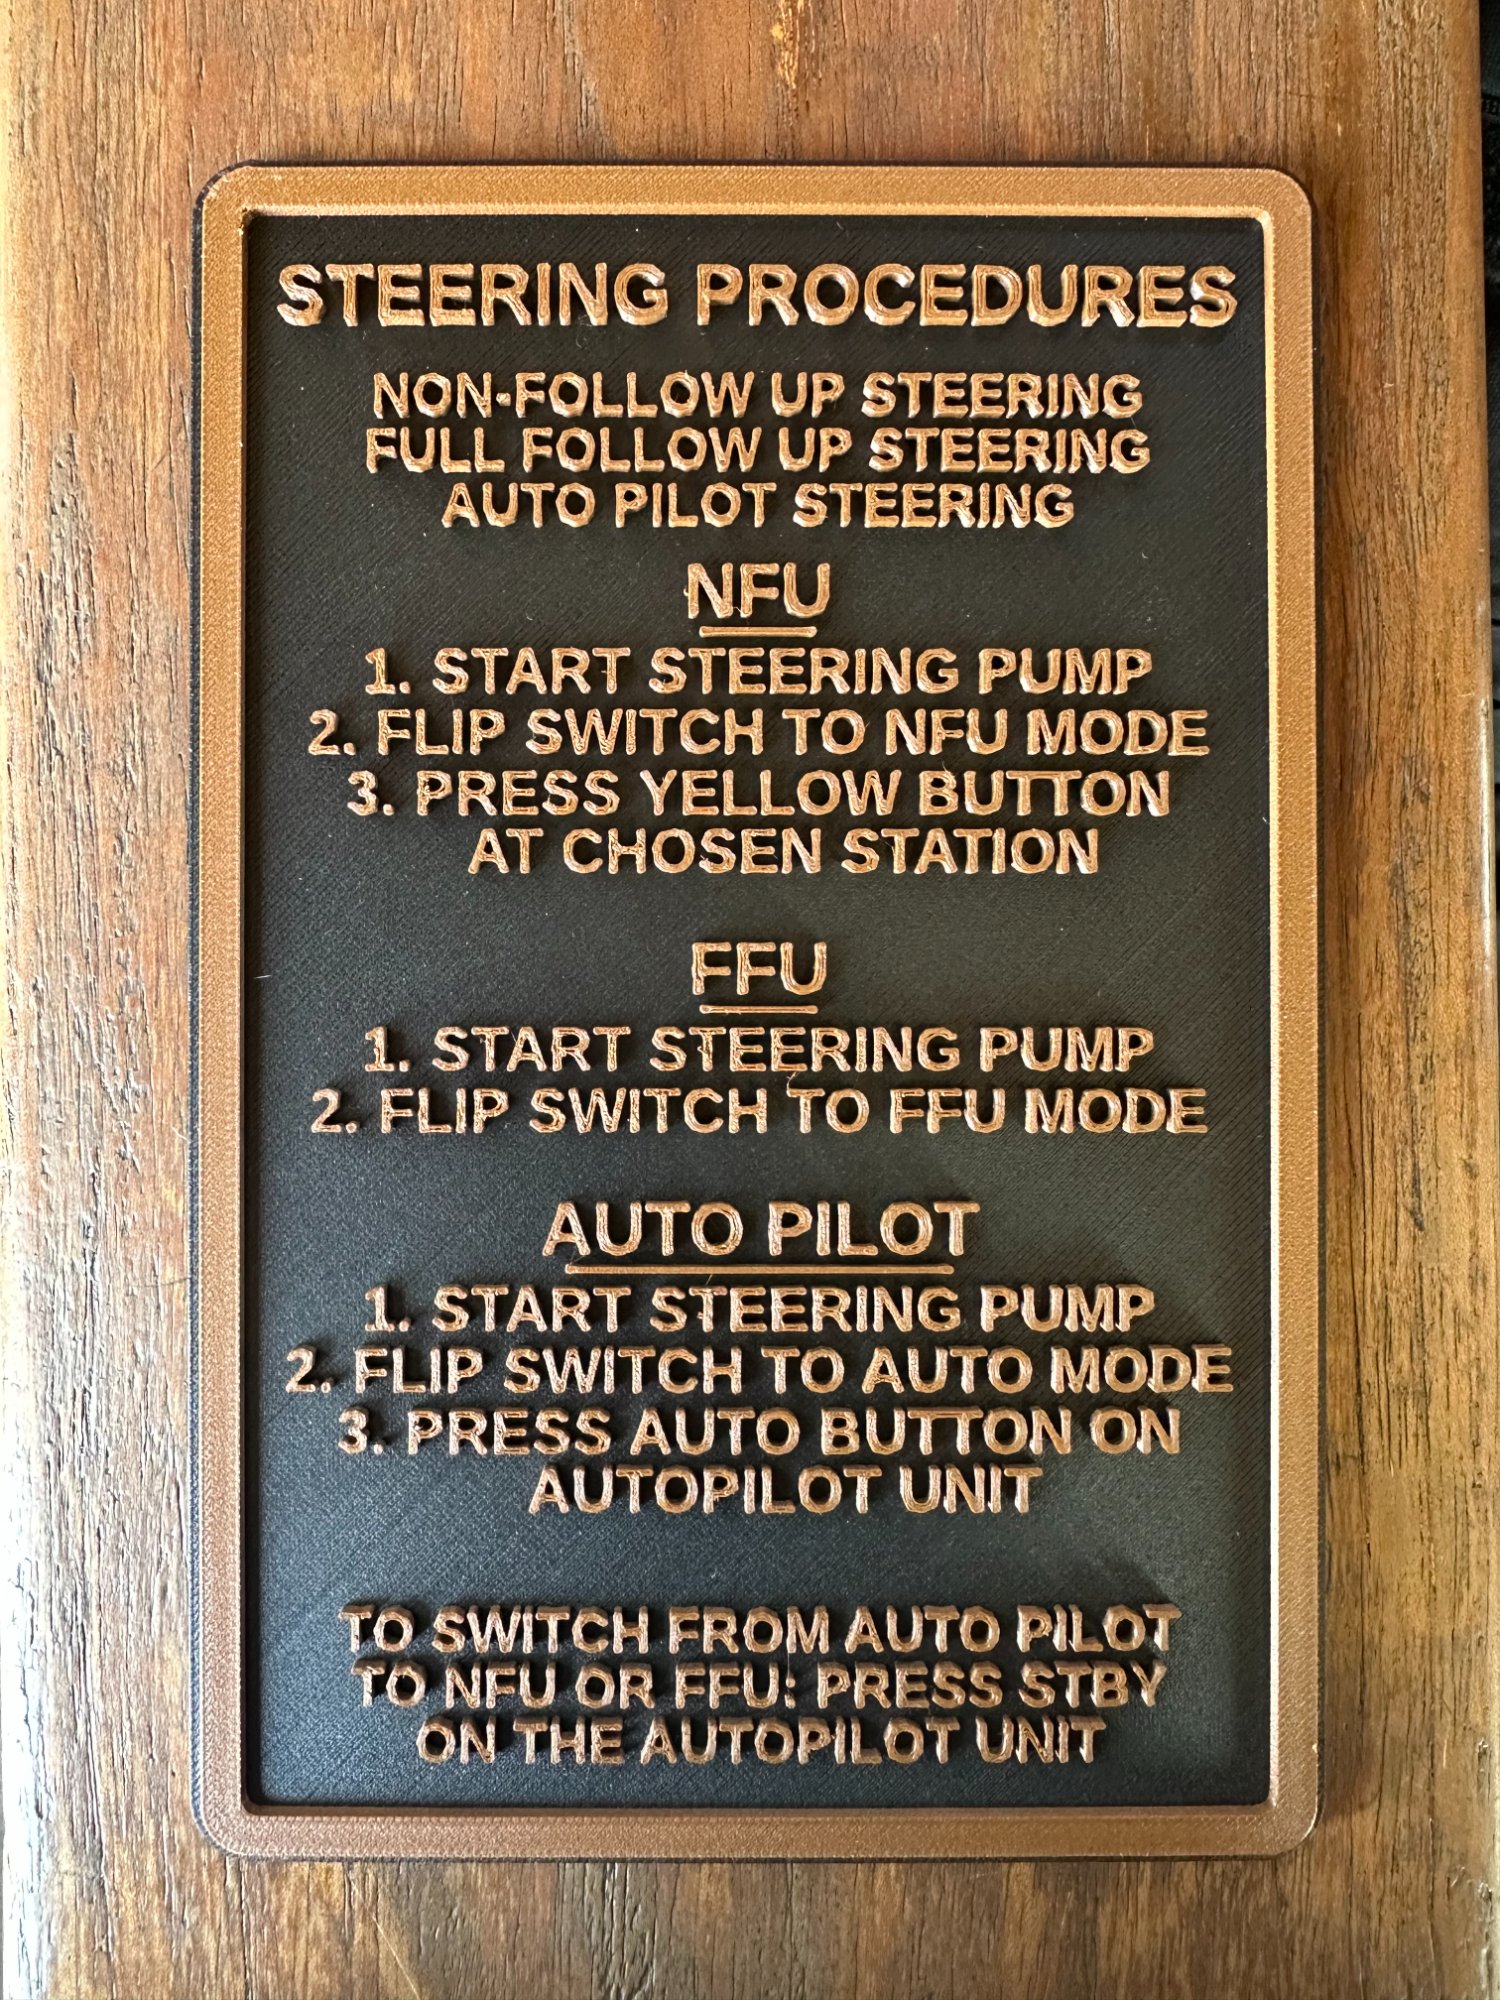 STEERING PROCEDURES
NON-FOLLOW UP STEERING
FULL FOLLOW UP STEERING
AUTO PILOT STEERING
NFU
1. START STEERING PUMP
2. FLIP SWITCH TO NFU MODE
3. PRESS YELLOW BUTTON
AT CHOSEN STATION
FFU
1. START STEERING PUMP
2. FLIP SWITCH TO FFU MODE
AUTO PILOT
1. START STEERING PUMP
2. FLIP SWITCH TO AUTO MODE
3. PRESS AUTO BUTTON ON
AUTOPILOT UNIT
TO SWITCH FROM AUTO PILOT
TO NFU OR FFU: PRESS STBY
ON THE AUTOPILOT UNIT